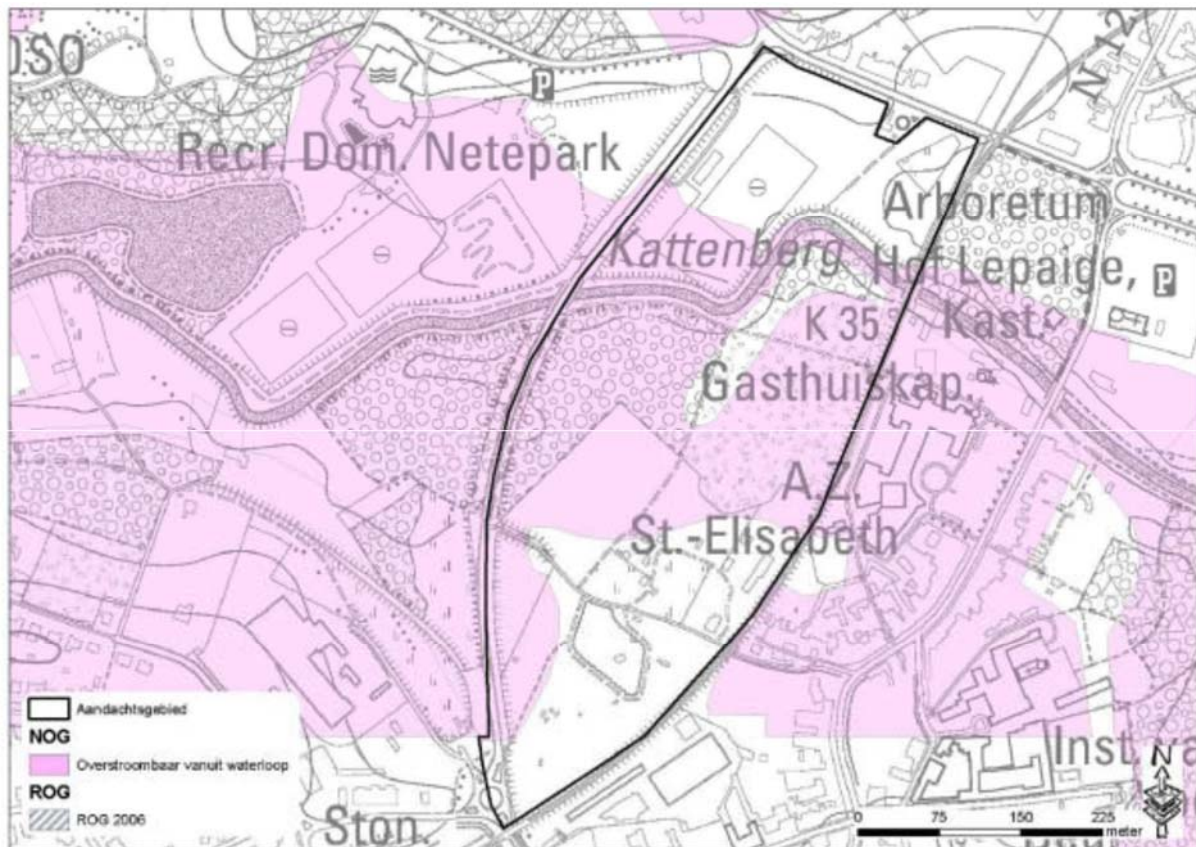 OSO
N 12
P
Recr. Dom. Netepark
Arboretum
Kattenberg
Hof Lepaige,
P
K 35
Kast.
Gasthuiskap.
A.Z.
St.-Elisabeth
Aandachtsgebied
NOG
Overstroombaar vanuit waterloop
ROG
ROG 2006
Ston.
Inst.
N
0 75 150 225
meter